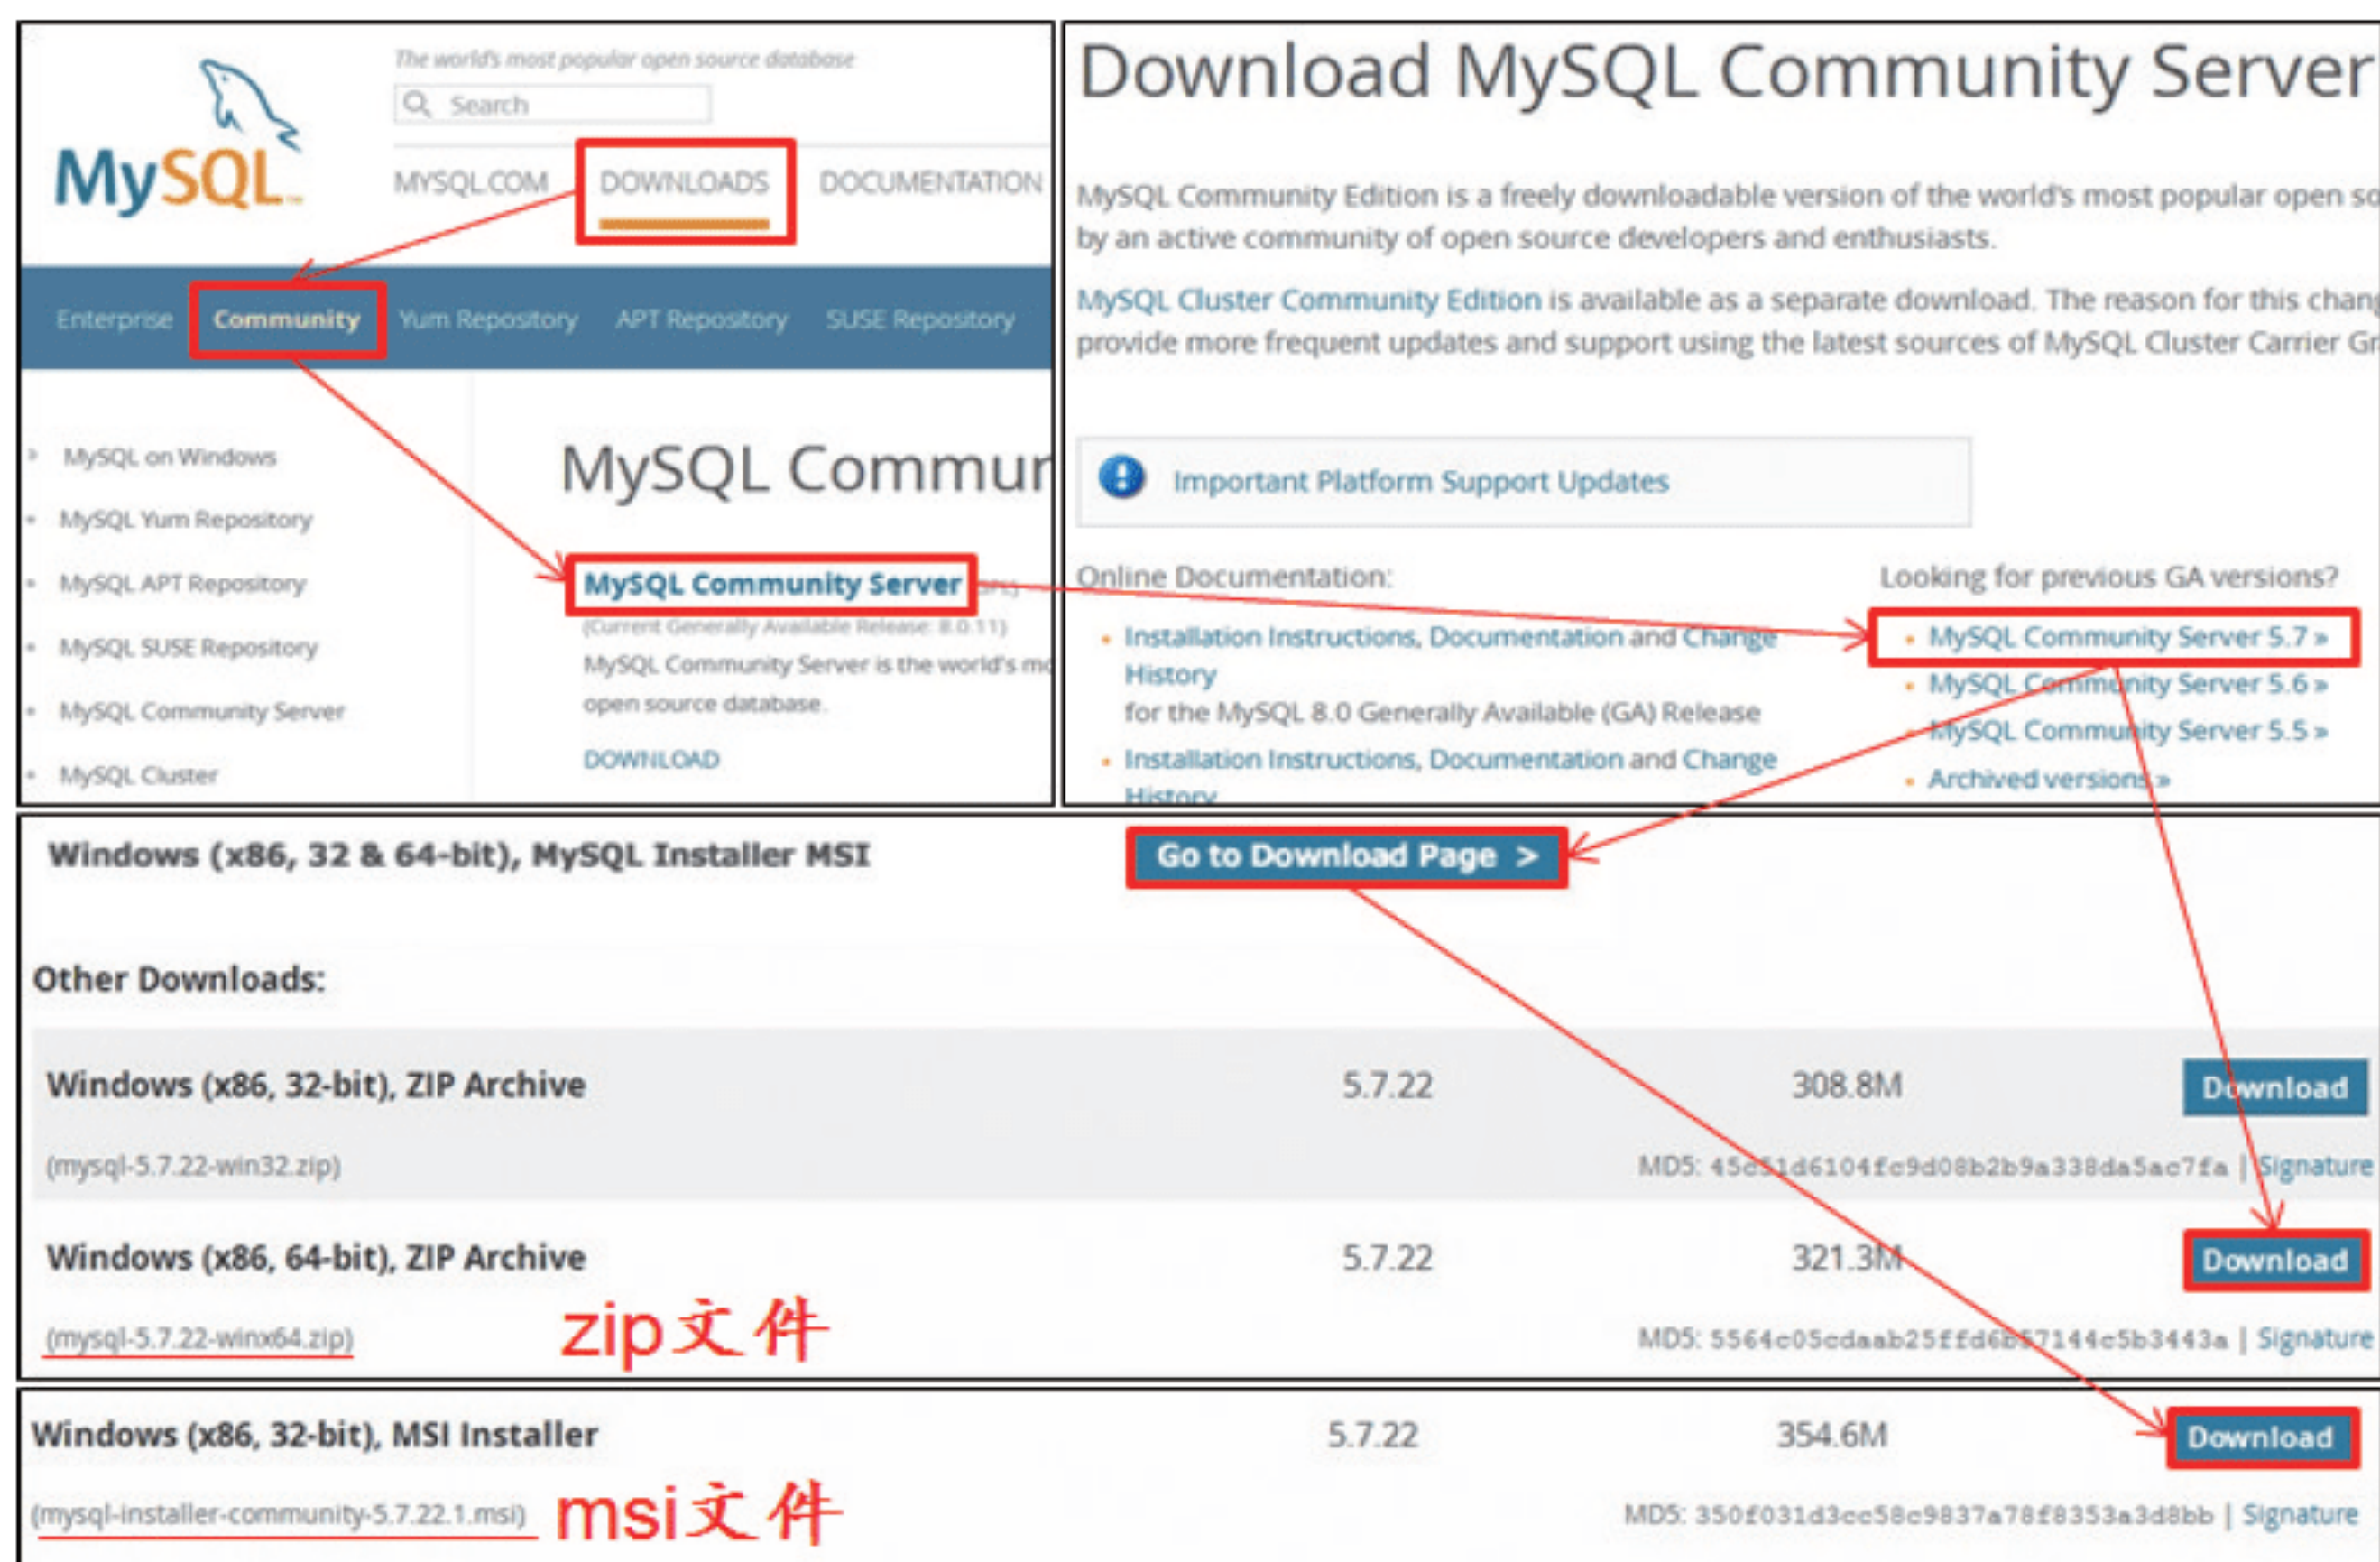 The world's most popular open source database
Search
MySQL™
MYSQL.COM DOWNLOADS DOCUMENTATION
Enterprise Community Yum Repository APT Repository SUSE Repository
MySQL on Windows
MySQL Yum Repository
MySQL APT Repository
MySQL SUSE Repository
MySQL Community Server
MySQL Cluster
MySQL Commun
MySQL Community Server
(Current Generally Available Release: 8.0.11)
MySQL Community Server is the world's mo
open source database.
DOWNLOAD
Download MySQL Community Server
MySQL Community Edition is a freely downloadable version of the world's most popular open so
by an active community of open source developers and enthusiasts.
MySQL Cluster Community Edition is available as a separate download. The reason for this chang
provide more frequent updates and support using the latest sources of MySQL Cluster Carrier Gr
Important Platform Support Updates
Online Documentation:
Installation Instructions, Documentation and Change
History
for the MySQL 8.0 Generally Available (GA) Release
Installation Instructions, Documentation and Change
History
Looking for previous GA versions?
MySQL Community Server 5.7 »
MySQL Community Server 5.6 »
MySQL Community Server 5.5 »
Archived versions »
Windows (x86, 32 & 64-bit), MySQL Installer MSI Go to Download Page >
Other Downloads:
Windows (x86, 32-bit), ZIP Archive 5.7.22 308.8M Download
(mysql-5.7.22-win32.zip) MD5: 45c51d6104fc9d08b2b9a338da5ac7fa | Signature
Windows (x86, 64-bit), ZIP Archive 5.7.22 321.3M Download
(mysql-5.7.22-winx64.zip) zip文件 MD5: 5564c05cdaab25ffd6b57144c5b3443a | Signature
Windows (x86, 32-bit), MSI Installer 5.7.22 354.6M Download
(mysql-installer-community-5.7.22.1.msi) msi文件 MD5: 350f031d3cc58c9837a78f8353a3d8bb | Signature